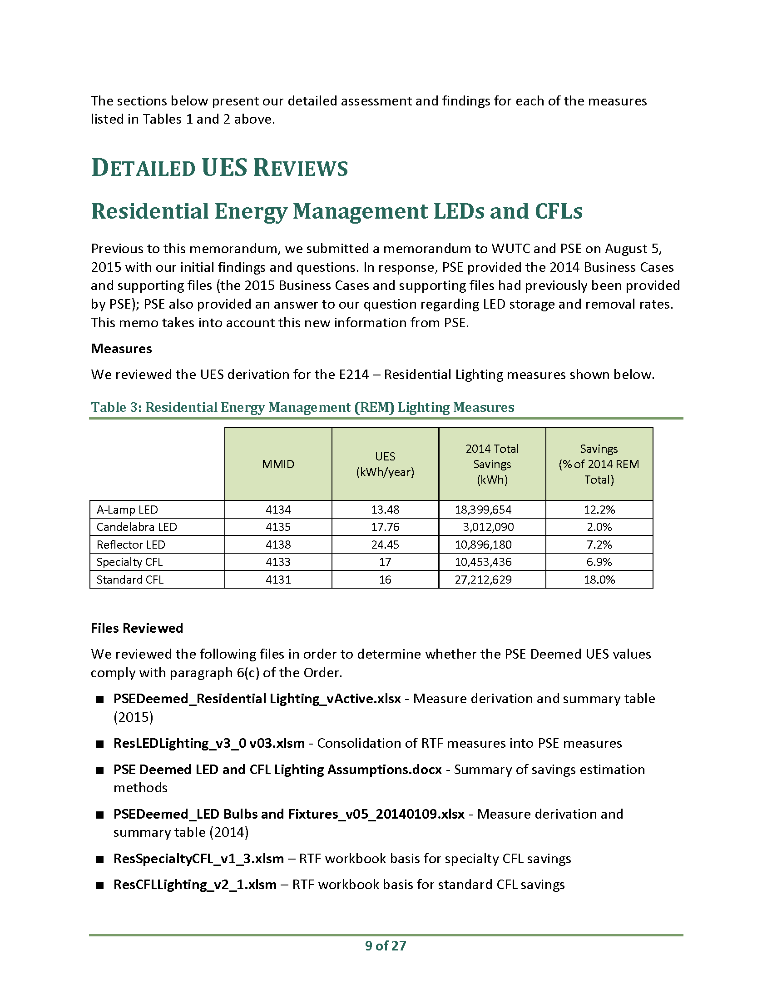 The sections below present our detailed assessment and findings for each of the measures
listed in Tables 1 and 2 above.
DETAILED UES REVIEWS
Residential Energy Management LEDs and CFLs
Previous to this memorandum, we submitted a memorandum to WUTC and PSE on August 5,
2015 with our initial findings and questions. In response, PSE provided the 2014 Business Cases
and supporting files (the 2015 Business Cases and supporting files had previously been provided
by PSE); PSE also provided an answer to our question regarding LED storage and removal rates.
This memo takes into account this new information from PSE.
Measures
We reviewed the UES derivation for the E214 – Residential Lighting measures shown below.
Table 3: Residential Energy Management (REM) Lighting Measures
MMID UES (kWh/year) 2014 Total Savings (kWh) Savings (% of 2014 REM Total)
A-Lamp LED 4134 13.48 18,399,654 12.2%
Candelabra LED 4135 17.76 3,012,090 2.0%
Reflector LED 4138 24.45 10,896,180 7.2%
Specialty CFL 4133 17 10,453,436 6.9%
Standard CFL 4131 16 27,212,629 18.0%
Files Reviewed
We reviewed the following files in order to determine whether the PSE Deemed UES values
comply with paragraph 6(c) of the Order.
■ PSEDeemed_Residential Lighting_vActive.xlsx - Measure derivation and summary table
(2015)
■ ResLEDLighting_v3_0 v03.xlsm - Consolidation of RTF measures into PSE measures
■ PSE Deemed LED and CFL Lighting Assumptions.docx - Summary of savings estimation
methods
■ PSEDeemed_LED Bulbs and Fixtures_v05_20140109.xlsx - Measure derivation and
summary table (2014)
■ ResSpecialtyCFL_v1_3.xlsm – RTF workbook basis for specialty CFL savings
■ ResCFLLighting_v2_1.xlsm – RTF workbook basis for standard CFL savings
9 of 27